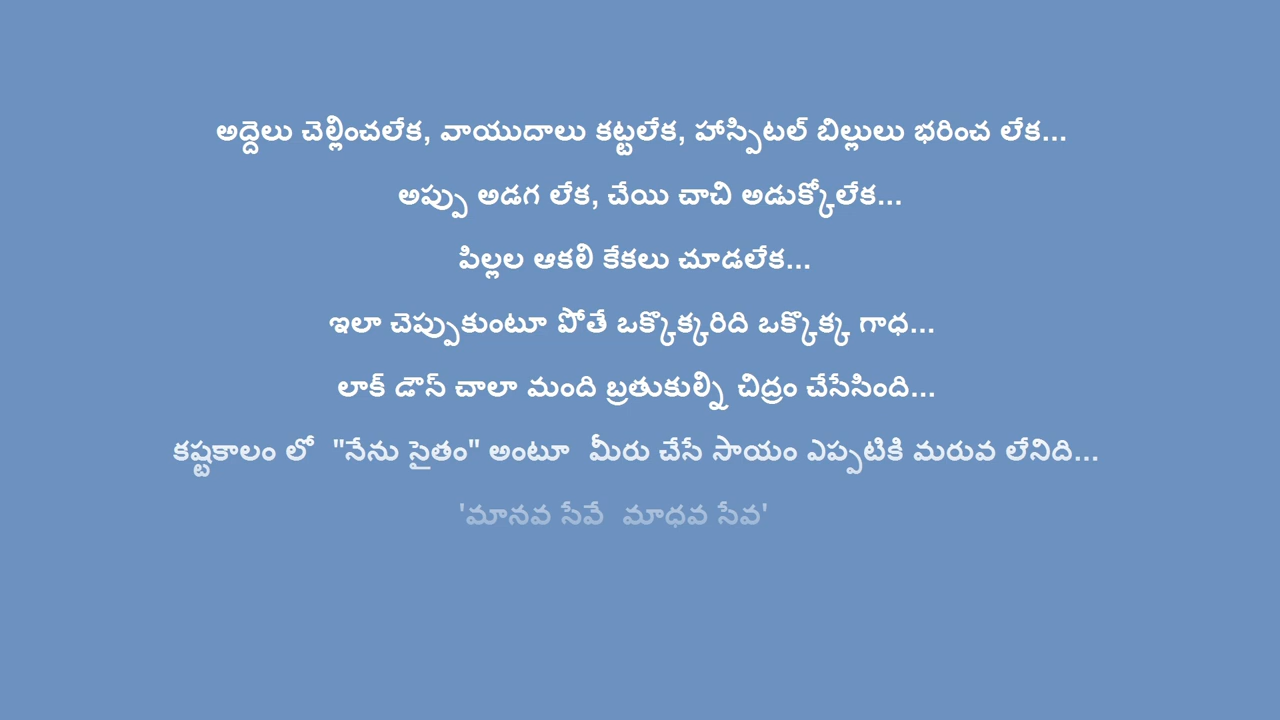 అద్దెలు చెల్లించలేక, వాయుదాలు కట్టలేక, హాస్పిటల్ బిల్లులు భరించ లేక...
అప్పు అడగ లేక, చేయి చాచి అడుక్కోలేక...
పిల్లల ఆకలి కేకలు చూడలేక...
ఇలా చెప్పుకుంటూ పోతే ఒక్కొక్కరిది ఒక్కొక్క గాధ...
లాక్ డౌస్ చాలా మంది బ్రతుకుల్ని చిద్రం చేసేసింది...
కష్టకాలం లో "నేను సైతం" అంటూ మీరు చేసే సాయం ఎప్పటికి మరువ లేనిది...
'మానవ సేవే మాధవ సేవ'